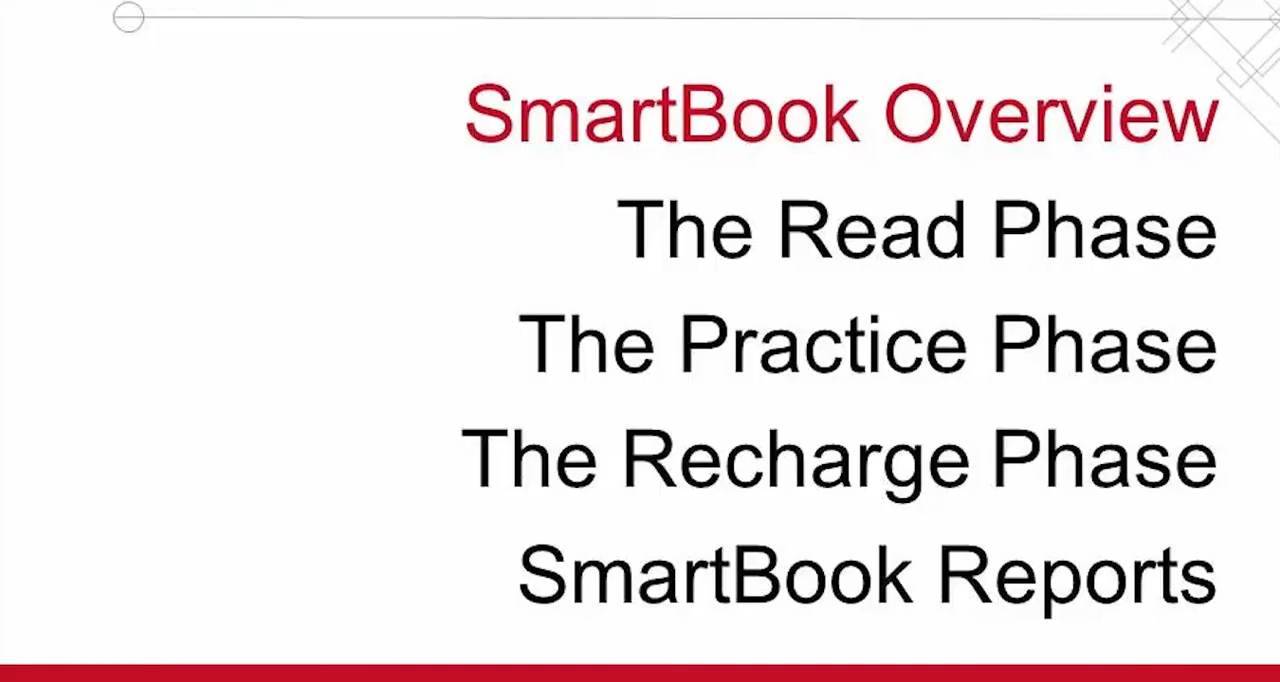 SmartBook Overview
The Read Phase
The Practice Phase
The Recharge Phase
SmartBook Reports